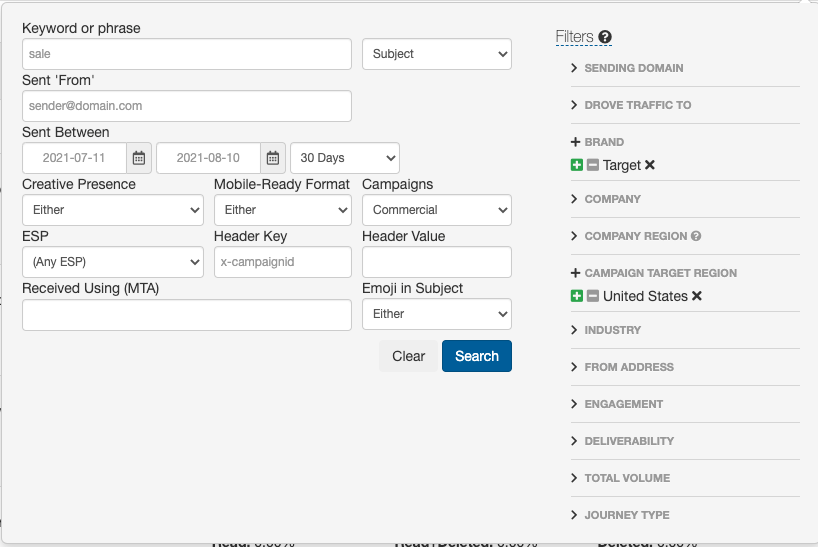 Keyword or phrase
sale
Subject
Sent 'From'
sender@domain.com
Sent Between
2021-07-11
2021-08-10
30 Days
Creative Presence
Mobile-Ready Format
Campaigns
Either
Either
Commercial
ESP
Header Key
Header Value
(Any ESP)
x-campaignid
Received Using (MTA)
Emoji in Subject
Either
Clear
Search
Filters ?
SENDING DOMAIN
DROVE TRAFFIC TO
BRAND
Target
COMPANY
COMPANY REGION ?
CAMPAIGN TARGET REGION
United States
INDUSTRY
FROM ADDRESS
ENGAGEMENT
DELIVERABILITY
TOTAL VOLUME
JOURNEY TYPE